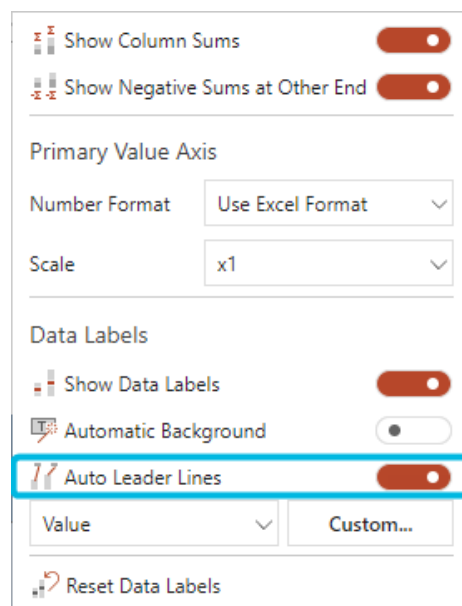 Show Column Sums
Show Negative Sums at Other End
Primary Value Axis
Number Format Use Excel Format
Scale x1
Data Labels
Show Data Labels
Automatic Background
Auto Leader Lines
Value Custom...
Reset Data Labels